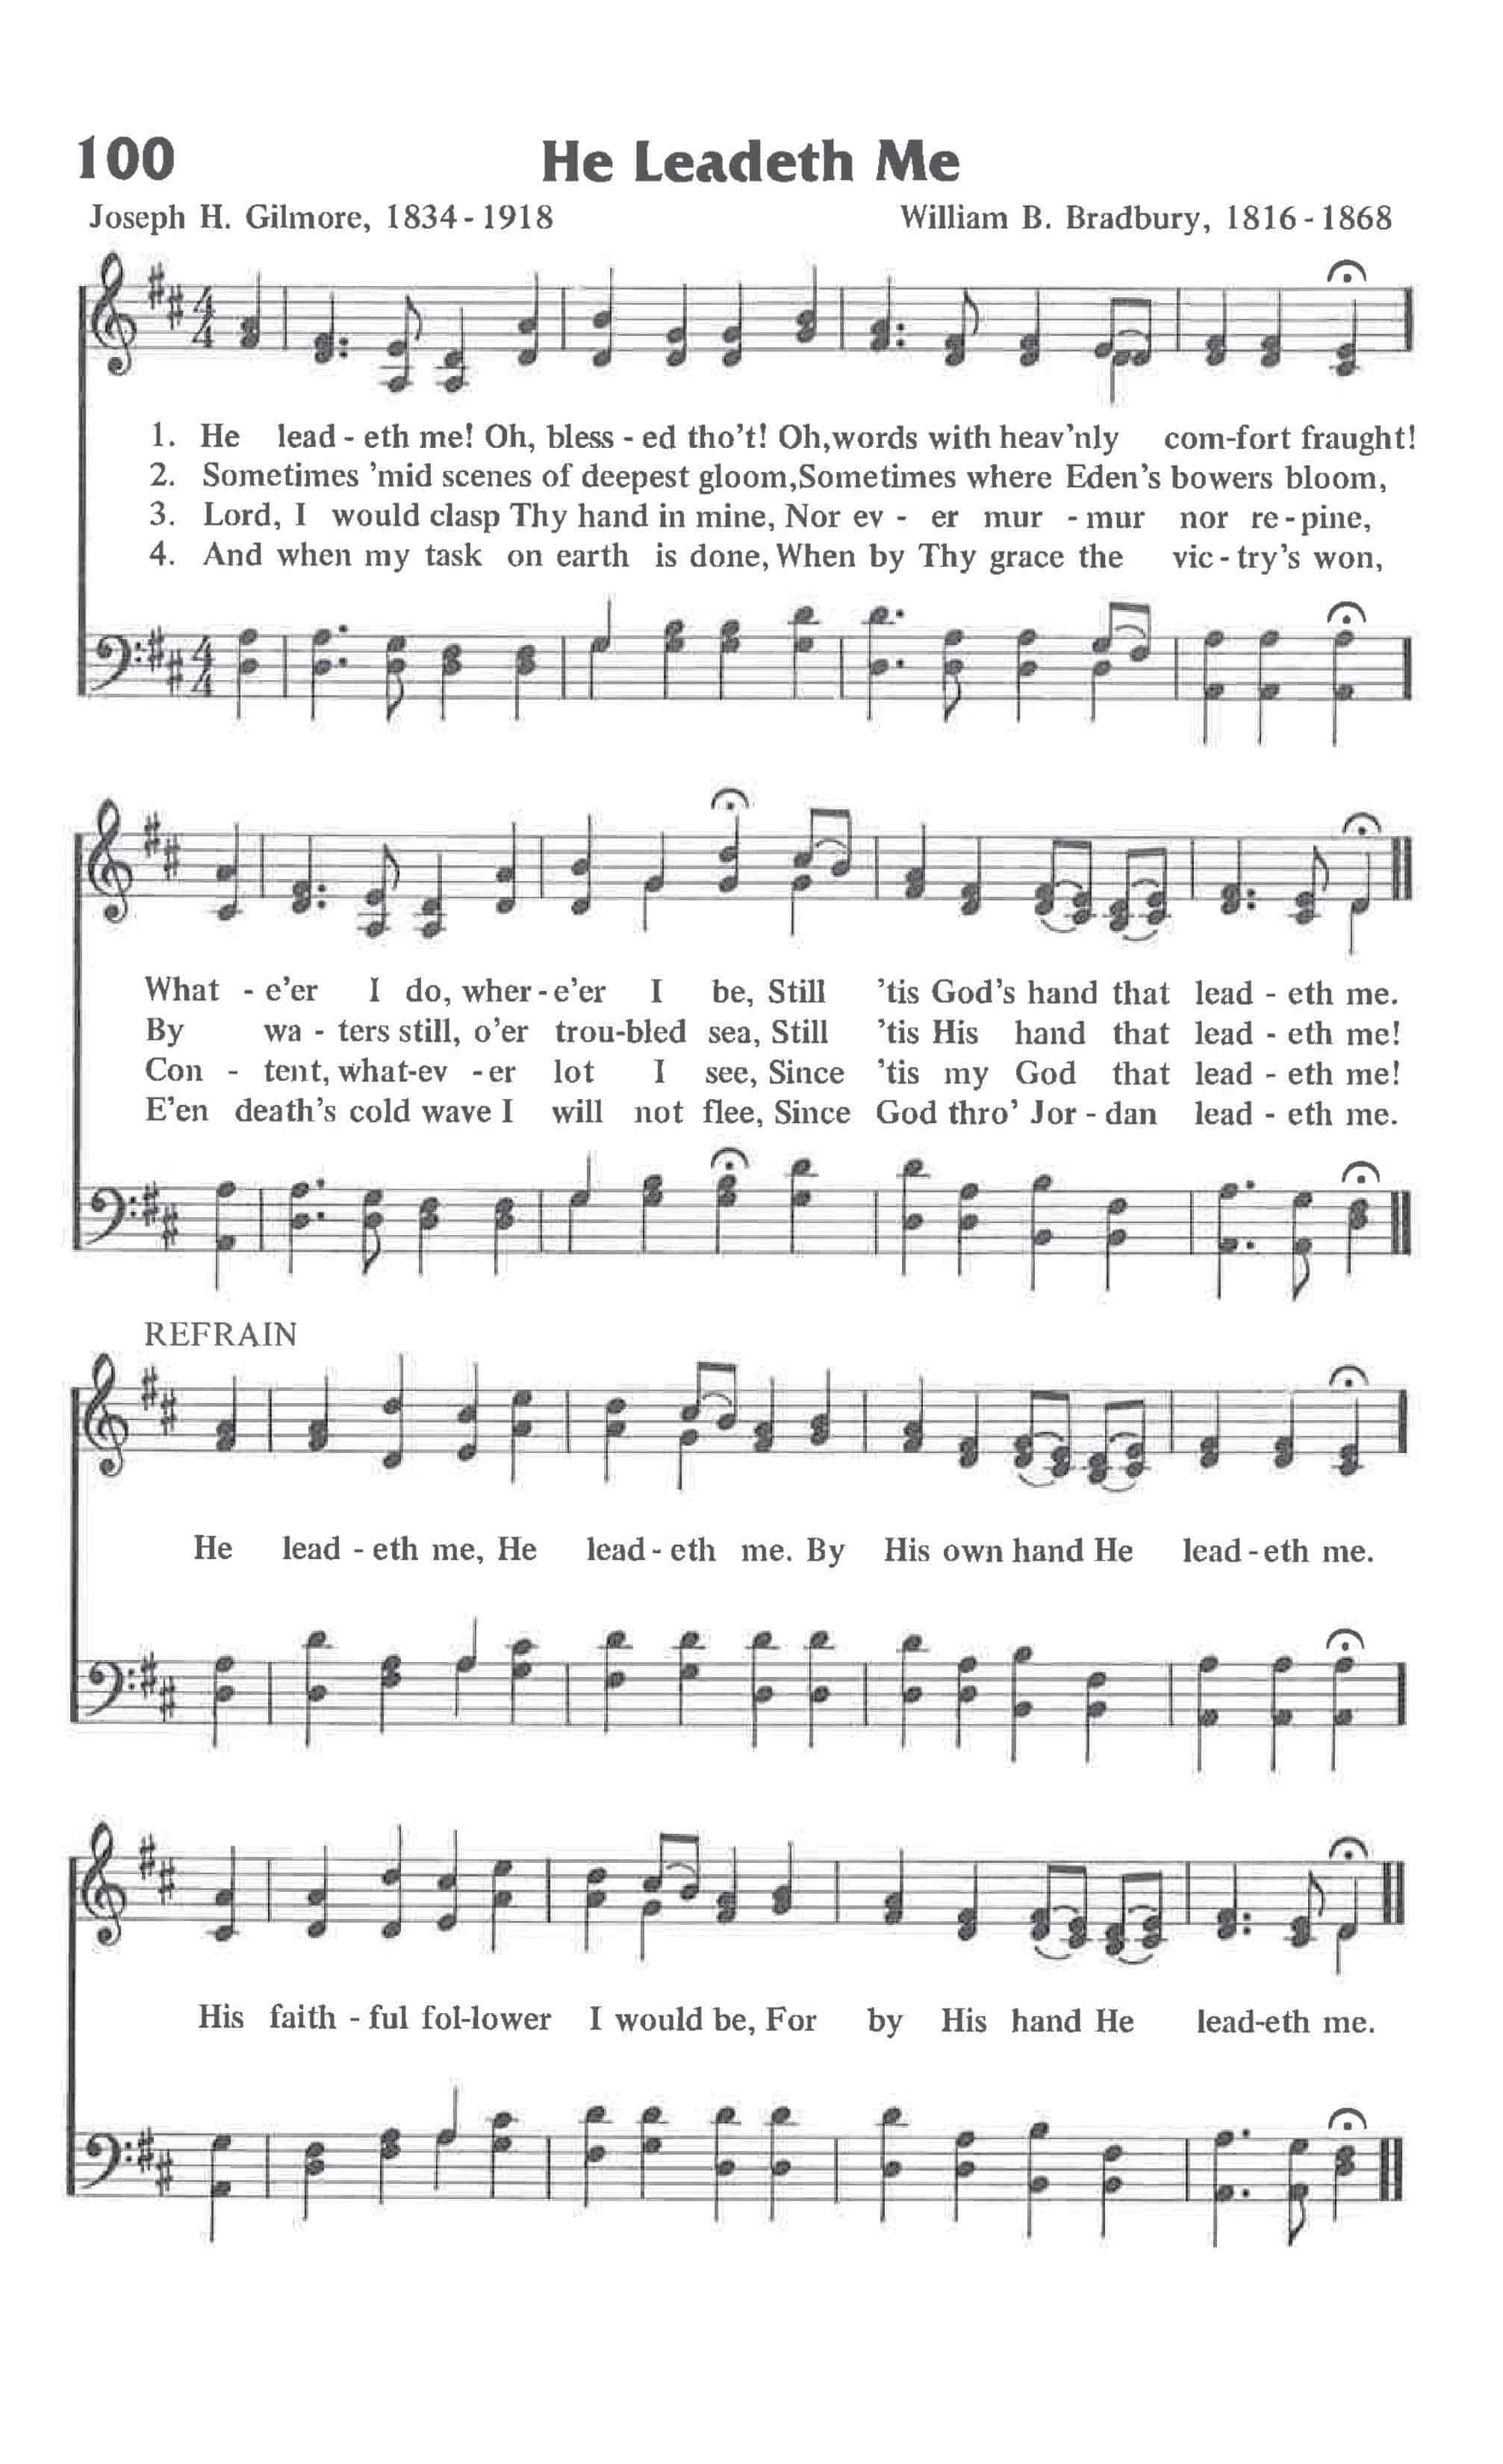 100 He Leadeth Me
Joseph H. Gilmore, 1834-1918 William B. Bradbury, 1816-1868
1. He lead-eth me! Oh, bless-ed tho't! Oh, words with heav'nly com-fort fraught!
2. Sometimes 'mid scenes of deepest gloom, Sometimes where Eden's bowers bloom,
3. Lord, I would clasp Thy hand in mine, Nor ev-er mur-mur nor re-pine,
4. And when my task on earth is done, When by Thy grace the vic-try's won,
What-e'er I do, wher-e'er I be, Still 'tis God's hand that lead-eth me.
By wa-ters still, o'er trou-bled sea, Still 'tis His hand that lead-eth me!
Con-tent, what-ev-er lot I see, Since 'tis my God that lead-eth me!
E'en death's cold wave I will not flee, Since God thro' Jor-dan lead-eth me.
REFRAIN
He lead-eth me, He lead-eth me. By His own hand He lead-eth me.
His faith-ful fol-lower I would be, For by His hand He lead-eth me.